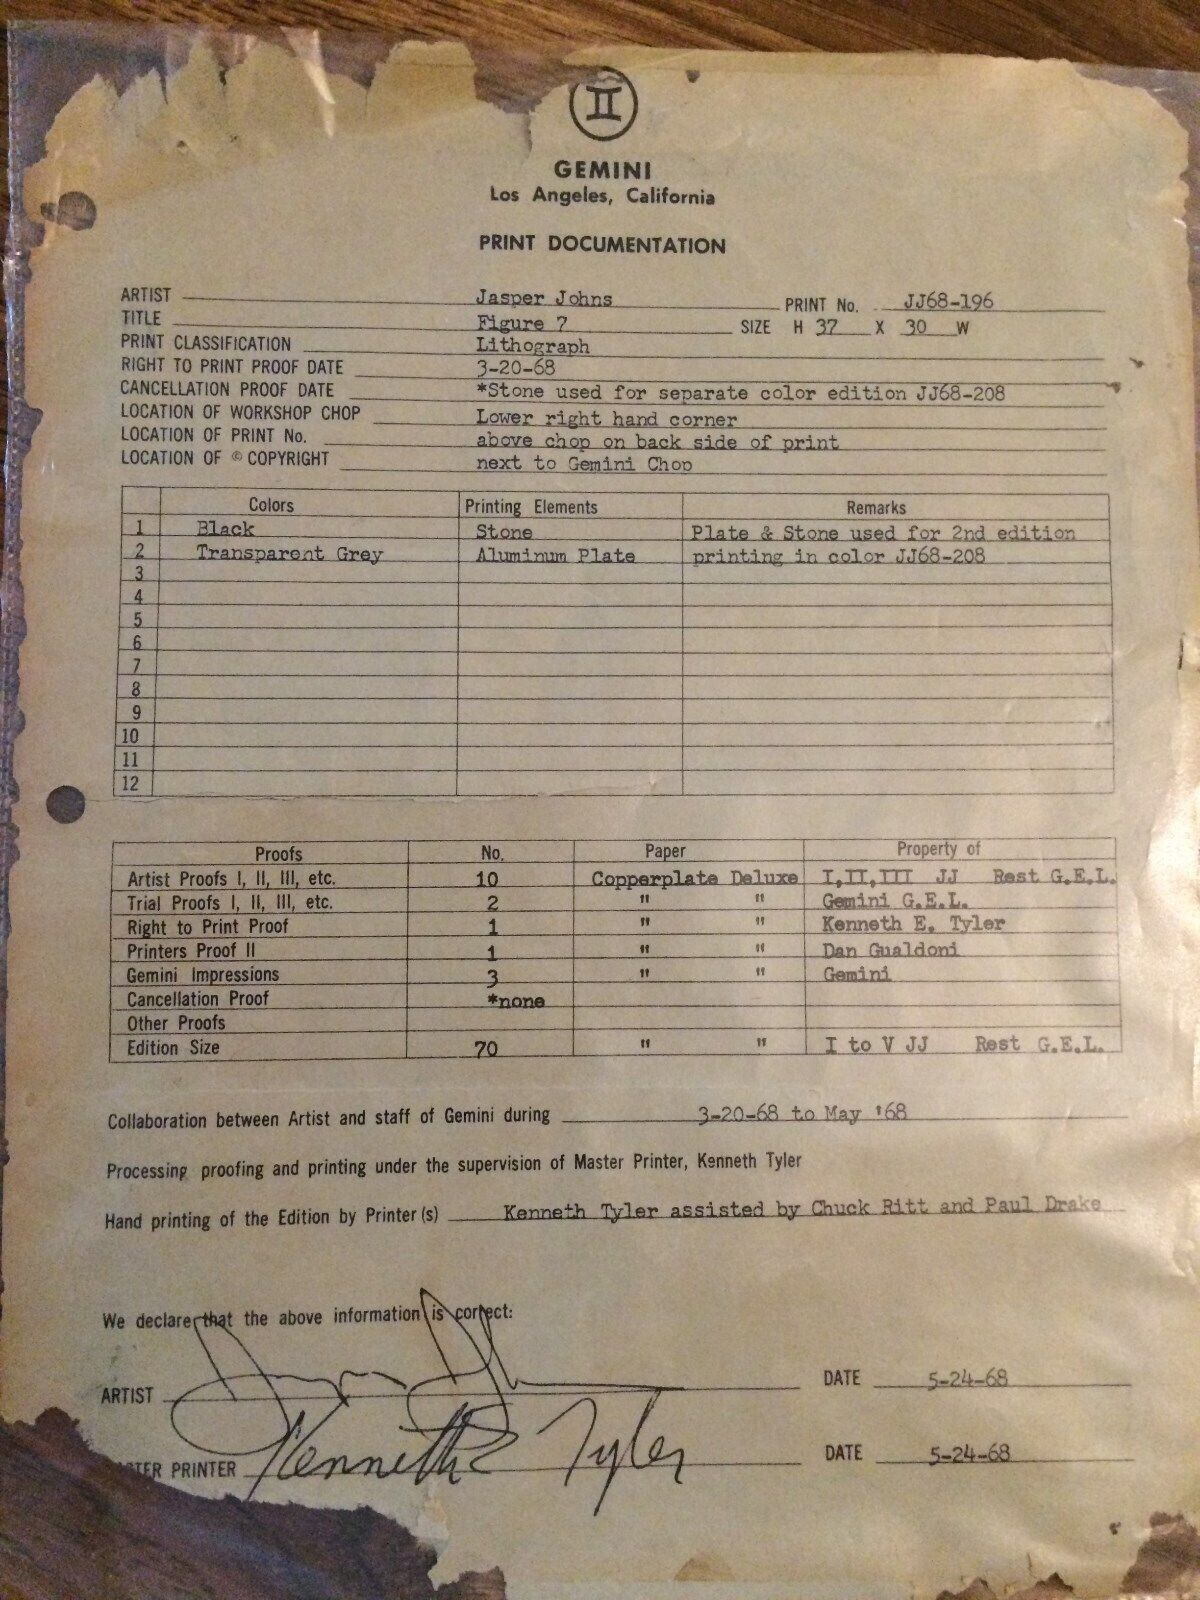 II
GEMINI
Los Angeles, California
PRINT DOCUMENTATION
ARTIST Jasper Johns PRINT No. JJ68-196
TITLE Figure 7 SIZE H 37 X 30 W
PRINT CLASSIFICATION Lithograph
RIGHT TO PRINT PROOF DATE 3-20-68
CANCELLATION PROOF DATE *Stone used for separate color edition JJ68-208
LOCATION OF WORKSHOP CHOP Lower right hand corner
LOCATION OF PRINT No. above chop on back side of print
LOCATION OF © COPYRIGHT next to Gemini Chop
Colors Printing Elements Remarks
1 Black Stone Plate & Stone used for 2nd edition
2 Transparent Grey Aluminum Plate printing in color JJ68-208
3
4
5
6
7
8
9
10
11
12
Proofs No. Paper Property of
Artist Proofs I, II, III, etc. 10 Copperplate Deluxe I,II,III JJ Rest G.E.L.
Trial Proofs I, II, III, etc. 2 " " Gemini G.E.L.
Right to Print Proof 1 " " Kenneth E. Tyler
Printers Proof II 1 " " Dan Gualdoni
Gemini Impressions 3 " " Gemini
Cancellation Proof *none
Other Proofs
Edition Size 70 " " I to V JJ Rest G.E.L.
Collaboration between Artist and staff of Gemini during 3-20-68 to May '68
Processing proofing and printing under the supervision of Master Printer, Kenneth Tyler
Hand printing of the Edition by Printer(s) Kenneth Tyler assisted by Chuck Ritt and Paul Drake
We declare that the above information is correct:
ARTIST DATE 5-24-68
PRINTER Kenneth E Tyler DATE 5-24-68